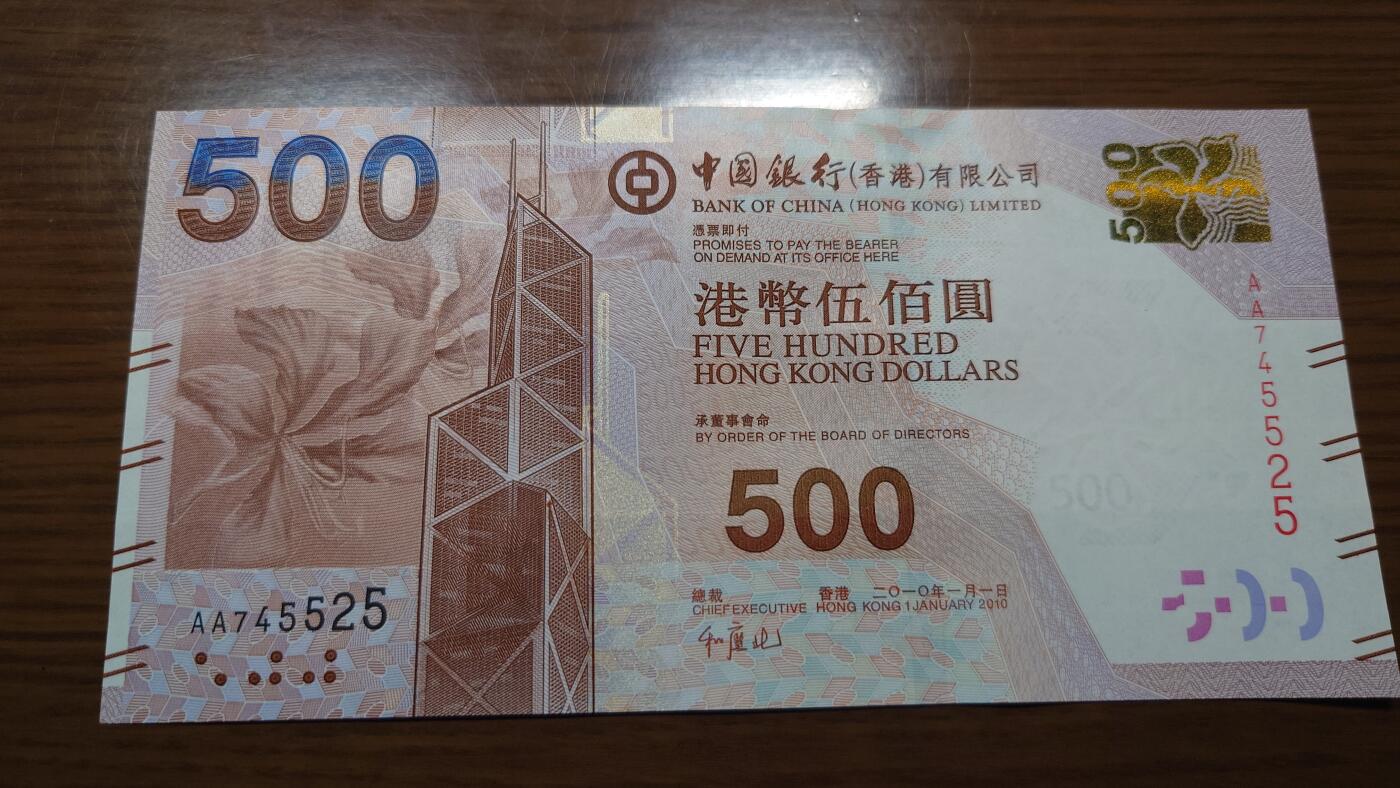 500
中國銀行(香港)有限公司
BANK OF CHINA (HONG KONG) LIMITED
憑票即付
PROMISES TO PAY THE BEARER
ON DEMAND AT ITS OFFICE HERE
港幣伍佰圓
FIVE HUNDRED
HONG KONG DOLLARS
承董事會命
BY ORDER OF THE BOARD OF DIRECTORS
500
總裁 香港 二〇一〇年一月一日
CHIEF EXECUTIVE HONG KONG 1 JANUARY 2010
和廣北
AA745525
500
AA745525
500